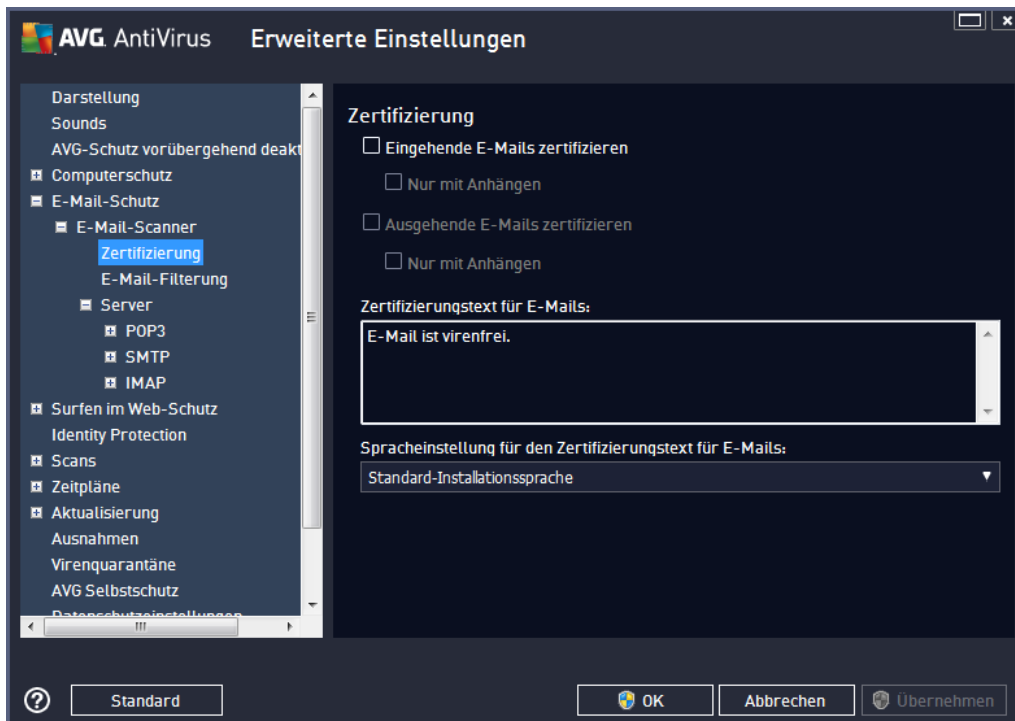 AVG. AntiVirus
Erweiterte Einstellungen
Darstellung
Sounds
AVG-Schutz vorübergehend deakt
Computerschutz
E-Mail-Schutz
E-Mail-Scanner
Zertifizierung
E-Mail-Filterung
Server
POP3
SMTP
IMAP
Surfen im Web-Schutz
Identity Protection
Scans
Zeitpläne
Aktualisierung
Ausnahmen
Virenquarantäne
AVG Selbstschutz
Datenschutzeinstellungen
Zertifizierung
Eingehende E-Mails zertifizieren
Nur mit Anhängen
Ausgehende E-Mails zertifizieren
Nur mit Anhängen
Zertifizierungstext für E-Mails:
E-Mail ist virenfrei.
Spracheinstellung für den Zertifizierungstext für E-Mails:
Standard-Installationssprache
Standard
OK
Abbrechen
Übernehmen